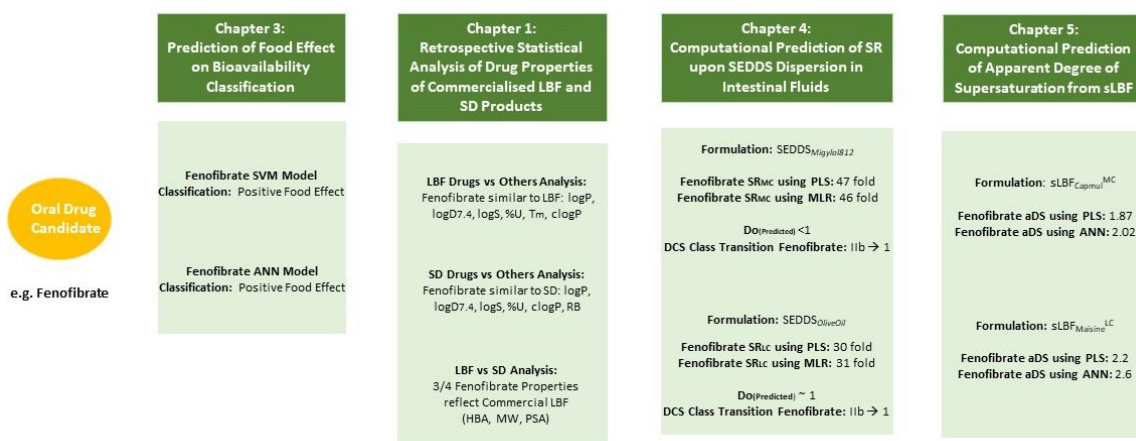 Oral Drug
Candidate
e.g. Fenofibrate
Chapter 3:
Prediction of Food Effect
on Bioavailability
Classification
Fenofibrate SVM Model
Classification: Positive Food Effect
Fenofibrate ANN Model
Classification: Positive Food Effect
Chapter 1:
Retrospective Statistical
Analysis of Drug Properties
of Commercialised LBF and
SD Products
LBF Drugs vs Others Analysis:
Fenofibrate similar to LBF: logP,
logD7.4, logS, %U, Tm, clogP
SD Drugs vs Others Analysis:
Fenofibrate similar to SD: logP,
logD7.4, logS, %U, clogP, RB
LBF vs SD Analysis:
3/4 Fenofibrate Properties
reflect Commercial LBF
(HBA, MW, PSA)
Chapter 4:
Computational Prediction of SR
upon SEDDS Dispersion in
Intestinal Fluids
Formulation: SEDDSMigylol812
Fenofibrate SRMC using PLS: 47 fold
Fenofibrate SRMC using MLR: 46 fold
Do(Predicted) <1
DCS Class Transition Fenofibrate: IIb → 1
Formulation: SEDDSOliveOil
Fenofibrate SRLC using PLS: 30 fold
Fenofibrate SRLC using MLR: 31 fold
Do(Predicted) ~ 1
DCS Class Transition Fenofibrate: IIb → 1
Chapter 5:
Computational Prediction
of Apparent Degree of
Supersaturation from sLBF
Formulation: sLBFCapmulMC
Fenofibrate aDS using PLS: 1.87
Fenofibrate aDS using ANN: 2.02
Formulation: sLBFMaisineLC
Fenofibrate aDS using PLS: 2.2
Fenofibrate aDS using ANN: 2.6